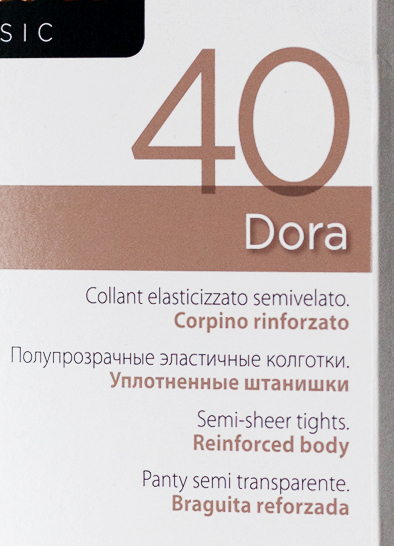 SIC
40
Dora
Collant elasticizzato semivelato.
Corpino rinforzato
Полупрозрачные эластичные колготки.
Уплотненные штанишки
Semi-sheer tights.
Reinforced body
Panty semi transparente.
Braguita reforzada